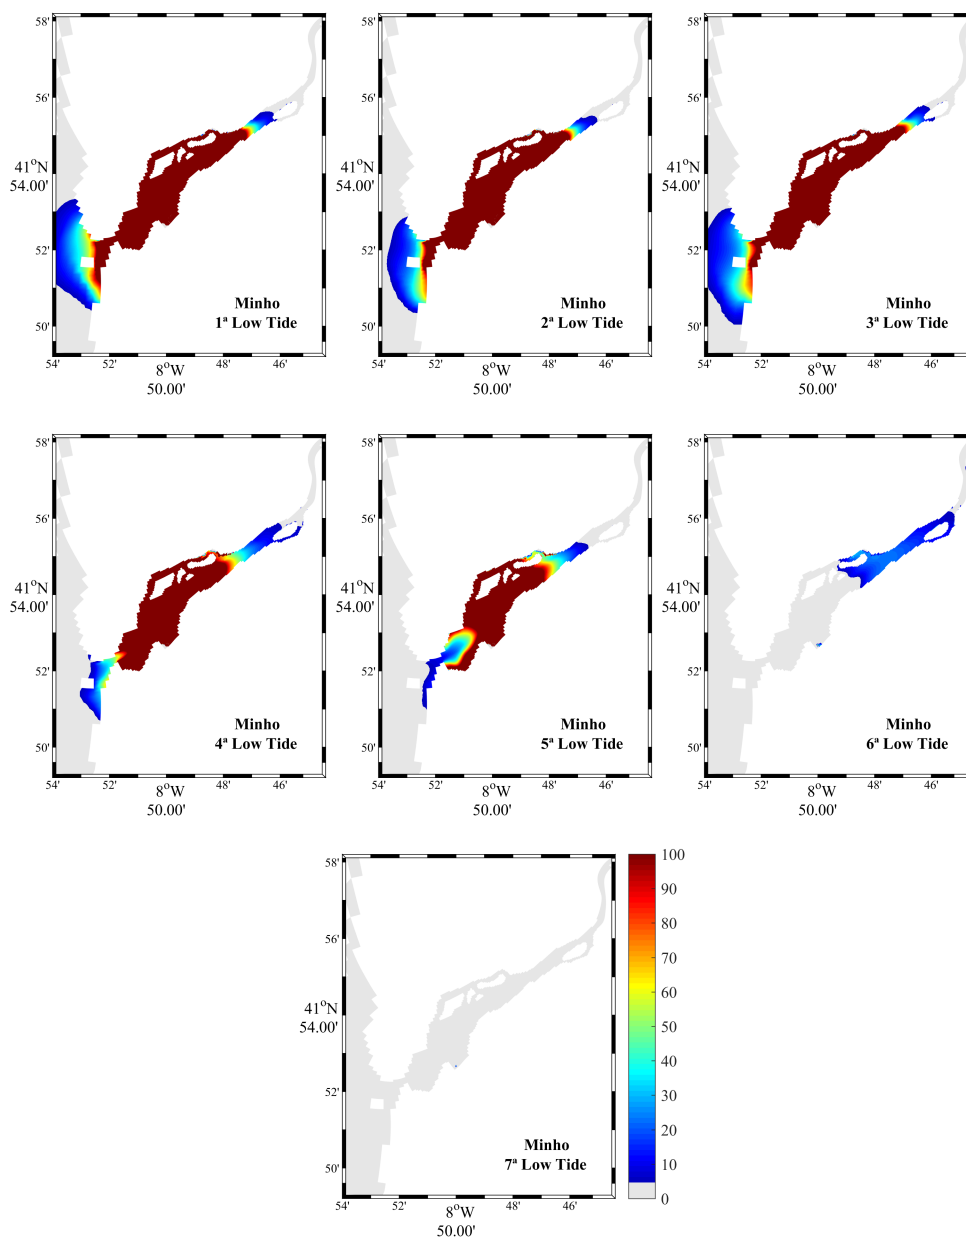 58'
56'
41°N
54.00'
52'
50'
Minho
1ª Low Tide
54'
52'
8°W
50.00'
48'
46'
58'
56'
41°N
54.00'
52'
50'
Minho
2ª Low Tide
54'
52'
8°W
50.00'
48'
46'
58'
56'
41°N
54.00'
52'
50'
Minho
3ª Low Tide
54'
52'
8°W
50.00'
48'
46'
58'
56'
41°N
54.00'
52'
50'
Minho
4ª Low Tide
54'
52'
8°W
50.00'
48'
46'
58'
56'
41°N
54.00'
52'
50'
Minho
5ª Low Tide
54'
52'
8°W
50.00'
48'
46'
58'
56'
41°N
54.00'
52'
50'
Minho
6ª Low Tide
54'
52'
8°W
50.00'
48'
46'
58'
56'
41°N
54.00'
52'
50'
Minho
7ª Low Tide
54'
52'
8°W
50.00'
48'
46'
100
90
80
70
60
50
40
30
20
10
0